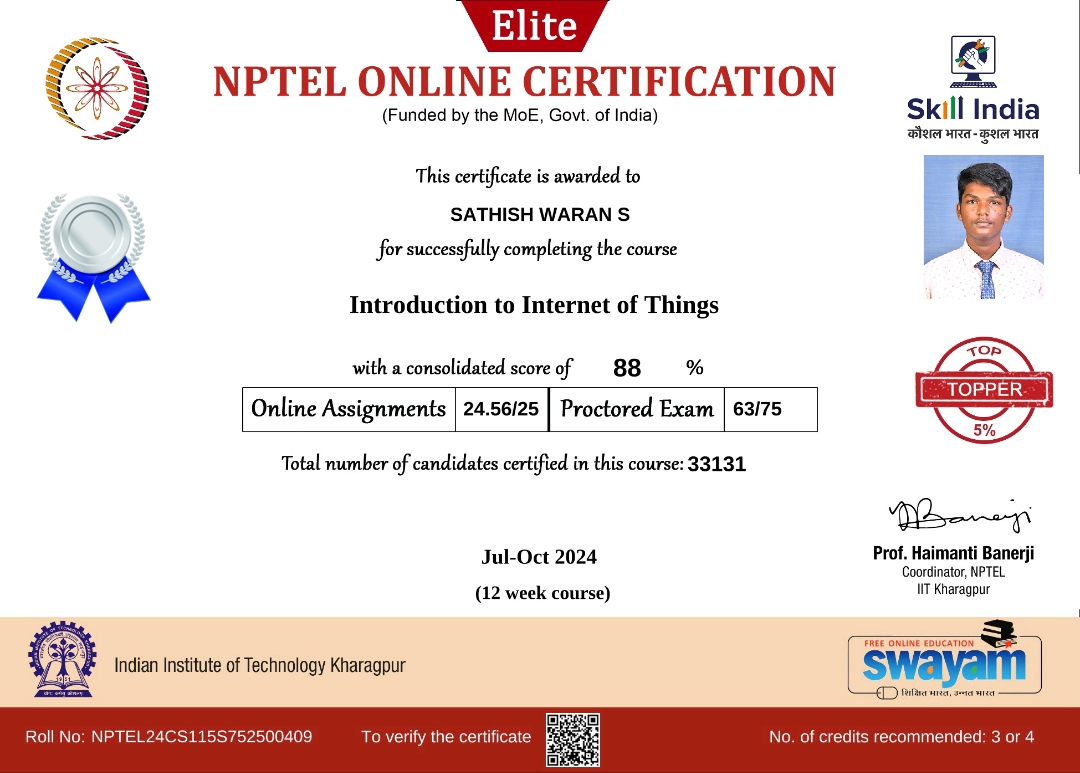 Elite
NPTEL ONLINE CERTIFICATION
(Funded by the MoE, Govt. of India)
Skill India
कौशल भारत - कुशल भारत
This certificate is awarded to
SATHISH WARAN S
for successfully completing the course
Introduction to Internet of Things
with a consolidated score of 88 %
Online Assignments 24.56/25 Proctored Exam 63/75
TOP
TOPPER
5%
Total number of candidates certified in this course: 33131
Prof. Haimanti Banerji
Coordinator, NPTEL
IIT Kharagpur
Jul-Oct 2024
(12 week course)
Indian Institute of Technology Kharagpur
FREE ONLINE EDUCATION
swayam
शिक्षित भारत, उन्नत भारत
Roll No: NPTEL24CS115S752500409 To verify the certificate No. of credits recommended: 3 or 4